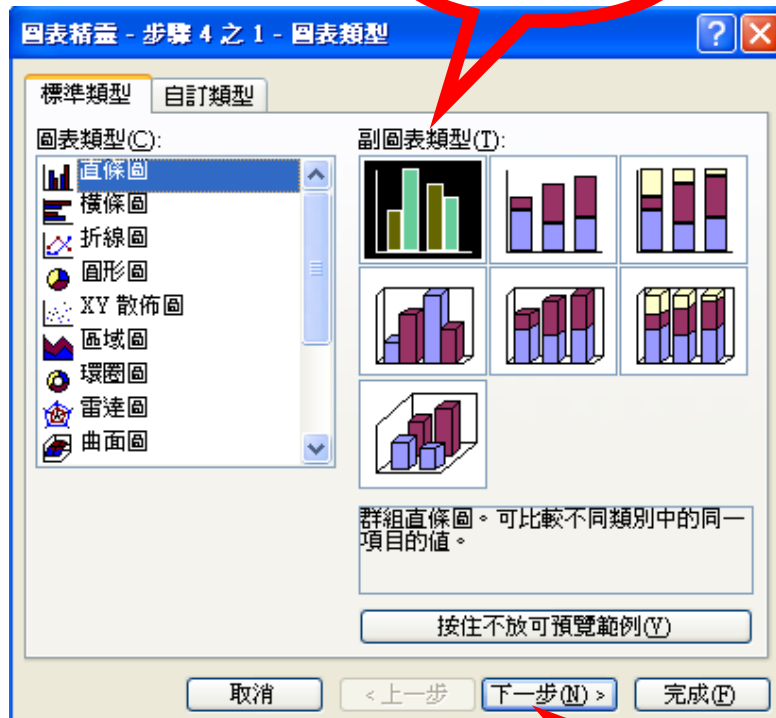 圖表精靈 - 步驟 4 之 1 - 圖表類型
標準類型 自訂類型
圖表類型(C):
直條圖
橫條圖
折線圖
圓形圖
XY 散佈圖
區域圖
環圈圖
雷達圖
曲面圖
副圖表類型(T):
群組直條圖。可比較不同類別中的同一
項目的值。
按住不放可預覽範例(V)
取消 <上一步 下一步(N) > 完成(F)